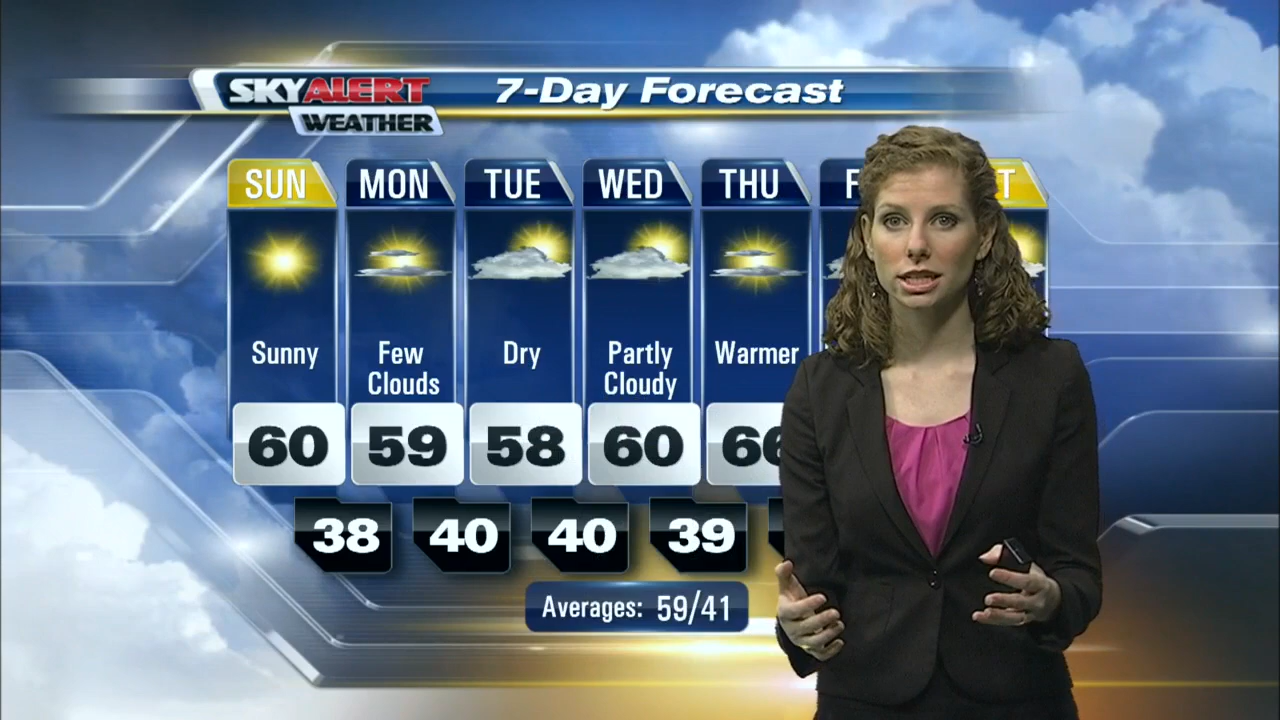 SKYALERT
WEATHER
7-Day Forecast
SUN MON TUE WED THU
Sunny Few Clouds Dry Partly Cloudy Warmer
60 59 58 60 66
38 40 40 39
Averages: 59/41